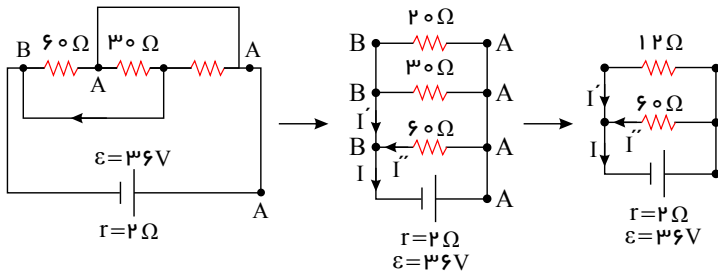 B ۶۰Ω A ۳۰Ω A
ε=۳۶V
r=۲Ω
A
۲۰Ω
B A
۳۰Ω
B A
I′ ۶۰Ω
B I″ A
I
A
r=۲Ω
ε=۳۶V
۱۲Ω
I′ ۶۰Ω
I″
I
r=۲Ω
ε=۳۶V